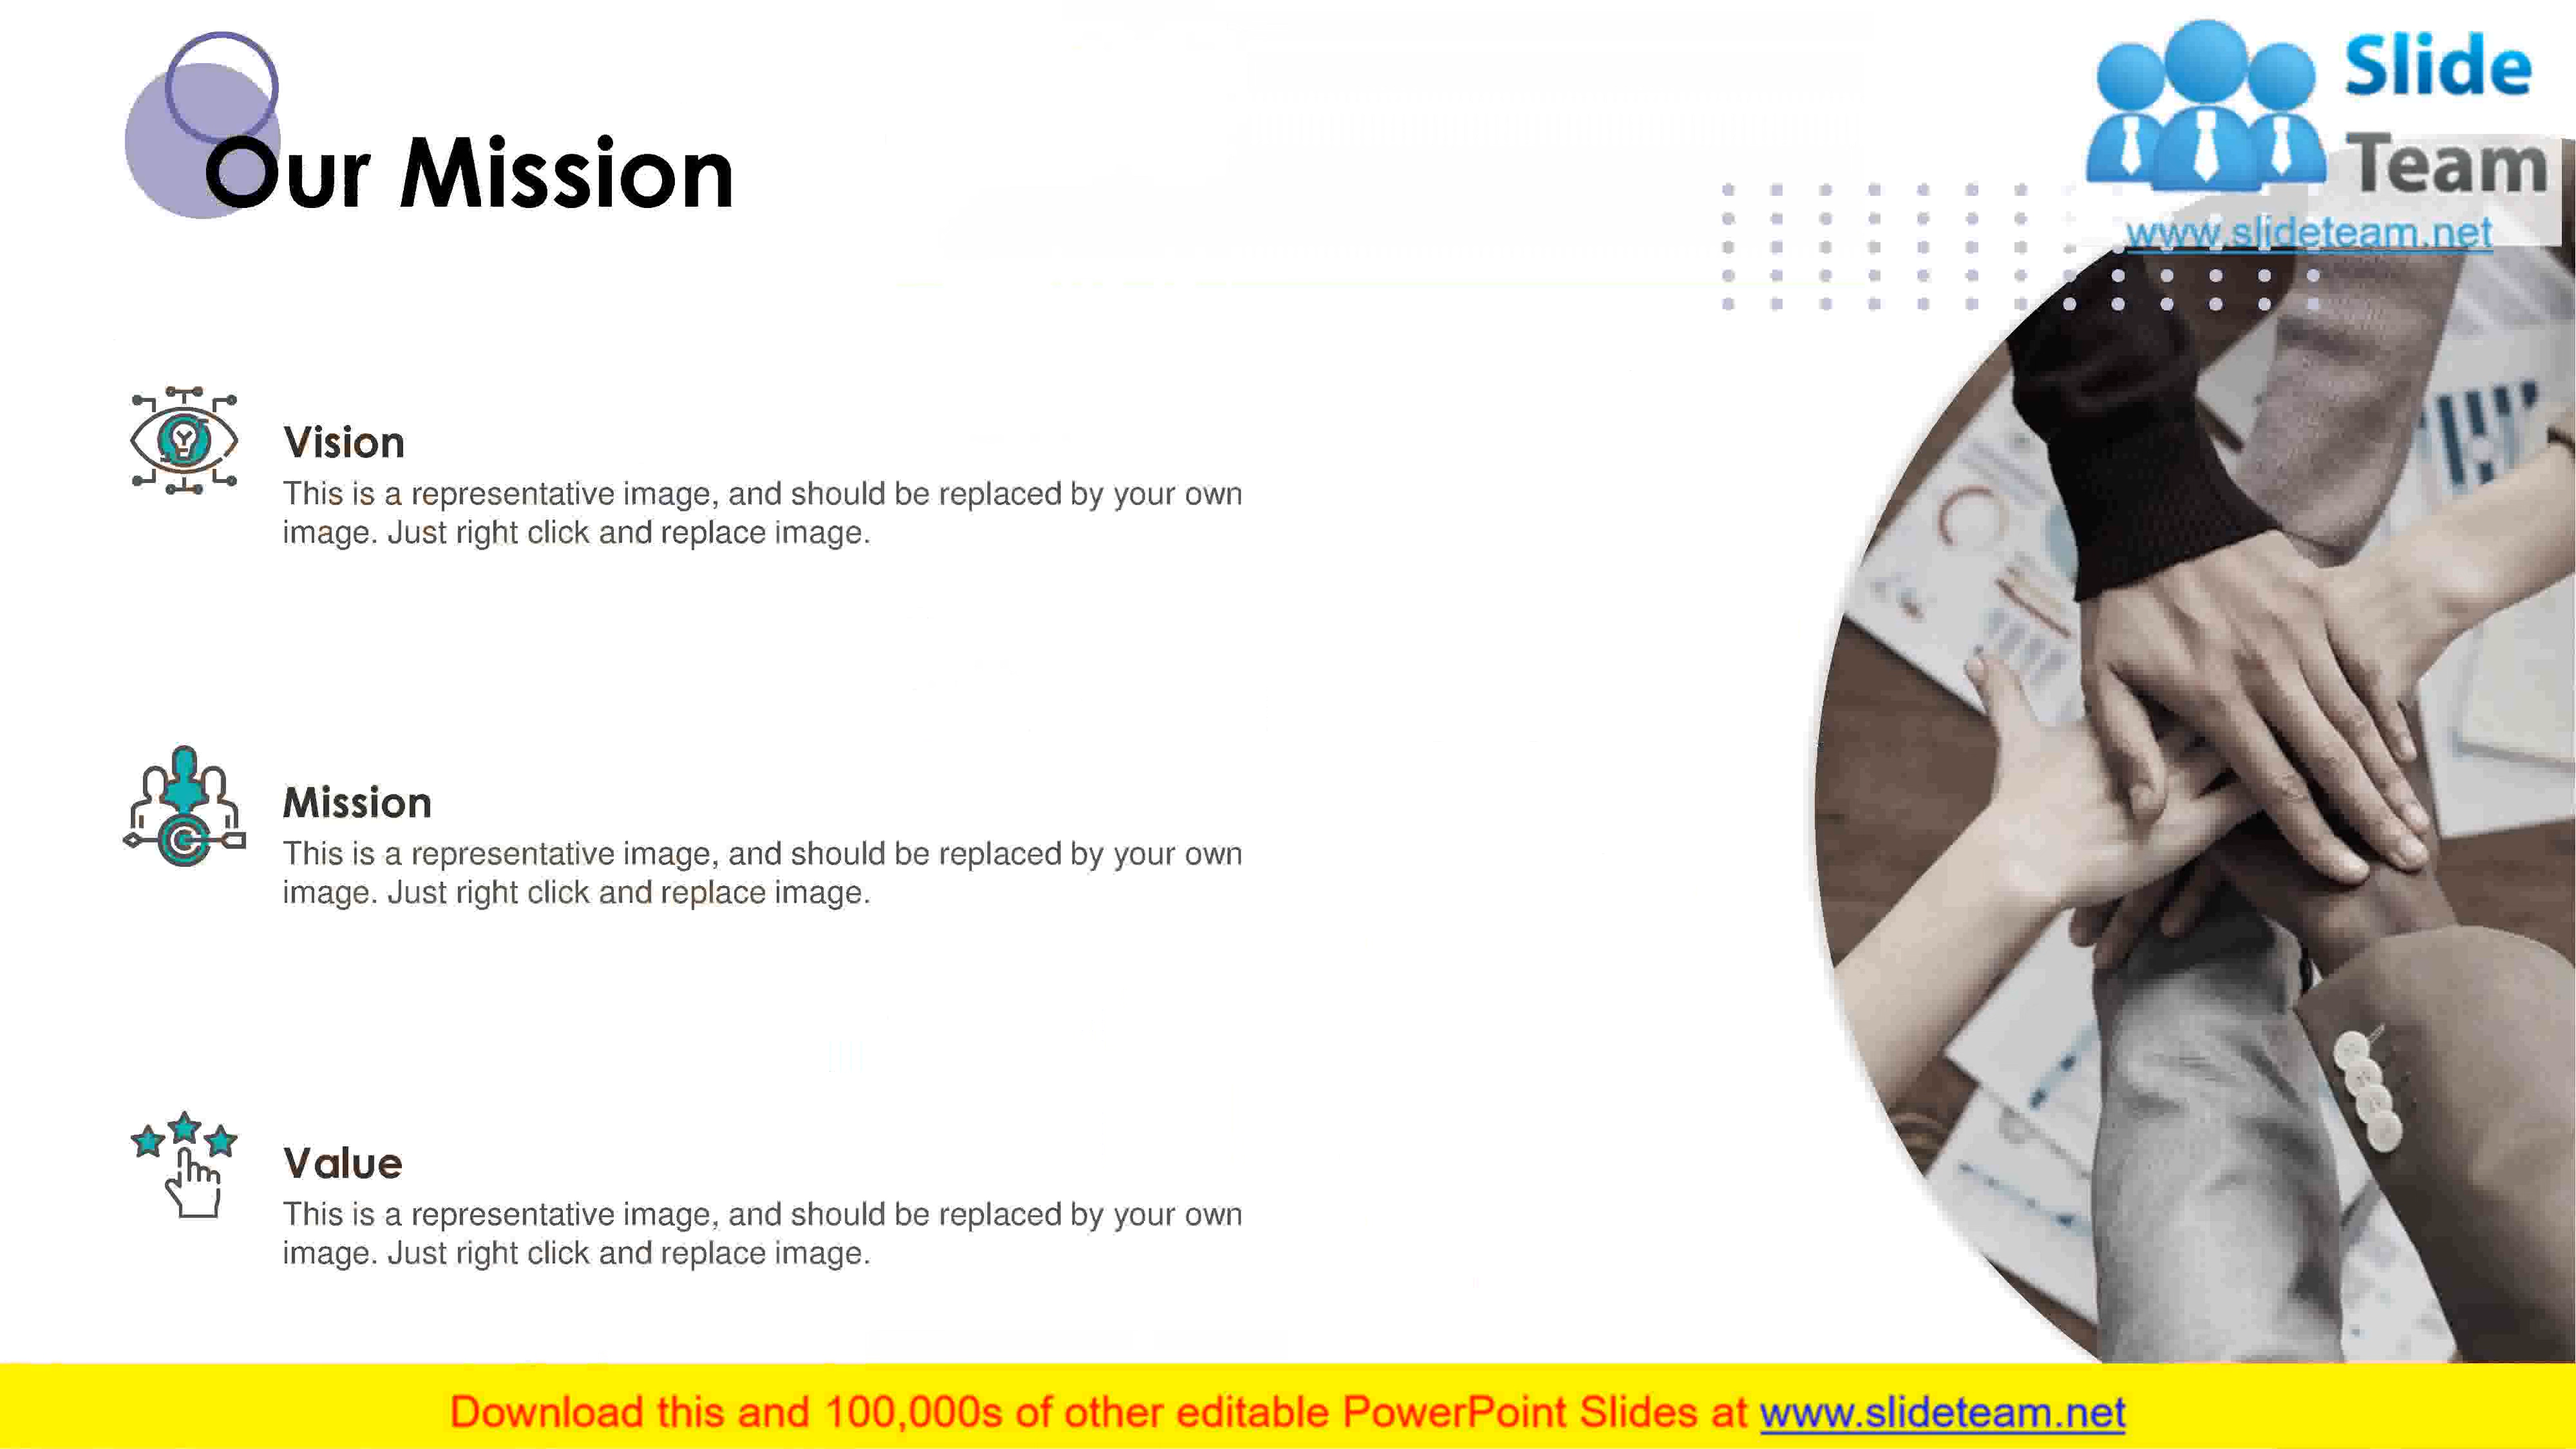 Our Mission
Slide
Team
www.slideteam.net
Vision
This is a representative image, and should be replaced by your own
image. Just right click and replace image.
Mission
This is a representative image, and should be replaced by your own
image. Just right click and replace image.
Value
This is a representative image, and should be replaced by your own
image. Just right click and replace image.
Download this and 100,000s of other editable PowerPoint Slides at www.slideteam.net